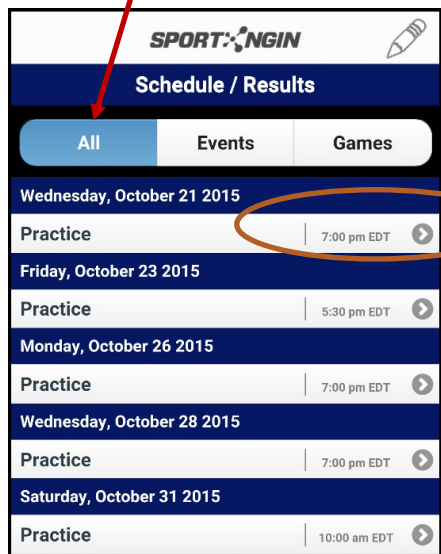 SPORT NGIN
Schedule / Results
All Events Games
Wednesday, October 21 2015
Practice 7:00 pm EDT
Friday, October 23 2015
Practice 5:30 pm EDT
Monday, October 26 2015
Practice 7:00 pm EDT
Wednesday, October 28 2015
Practice 7:00 pm EDT
Saturday, October 31 2015
Practice 10:00 am EDT